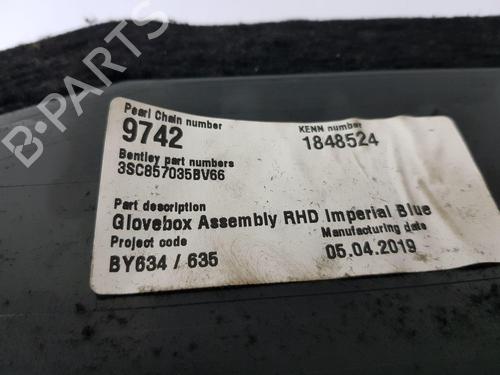 Pearl Chain number
9742
KENN number
1848524
Bentley part numbers
3SC857035BV66
Part description
Glovebox Assembly RHD Imperial Blue
Project code
BY634 / 635
Manufacturing date
05.04.2019
B-PARTS